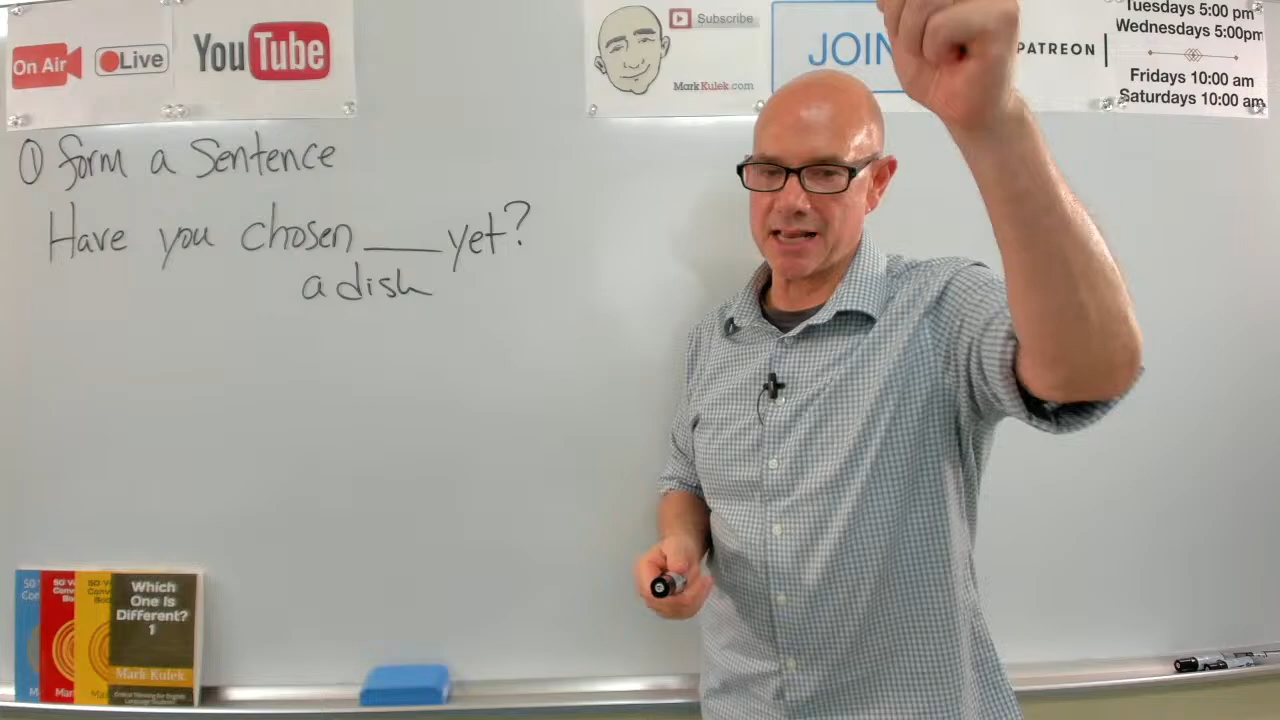 On Air
Live
YouTube
Subscribe
MarkKulek.com
JOIN
PATREON
Tuesdays 5:00 pm
Wednesdays 5:00pm
Fridays 10:00 am
Saturdays 10:00 am
① form a Sentence
Have you chosen ____ yet?
a dish
Which
One Is
Different?
1
Mark Kulek